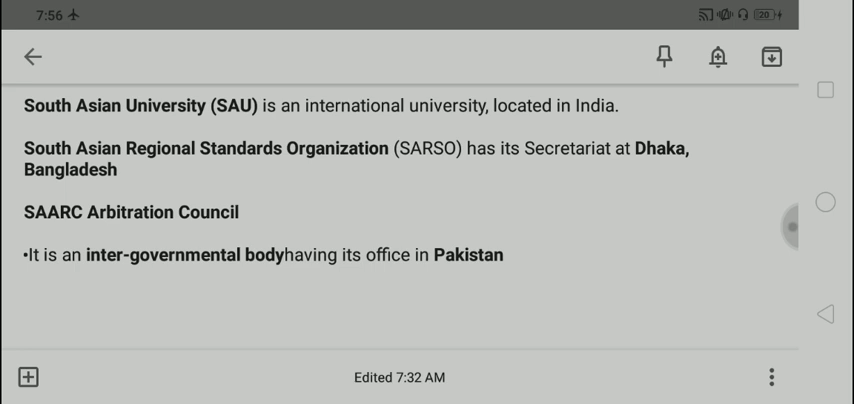 7:56
20
South Asian University (SAU) is an international university, located in India.
South Asian Regional Standards Organization (SARSO) has its Secretariat at Dhaka,
Bangladesh
SAARC Arbitration Council
•It is an inter-governmental bodyhaving its office in Pakistan
Edited 7:32 AM